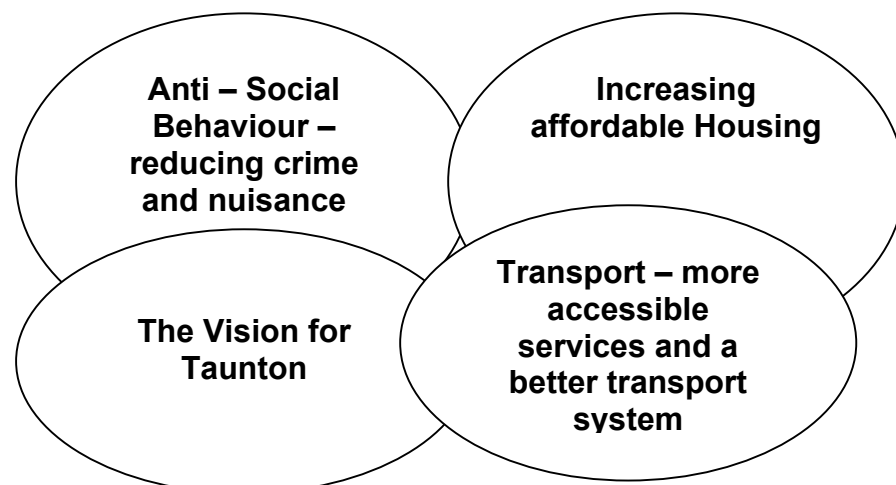 Anti – Social
Behaviour –
reducing crime
and nuisance
Increasing
affordable Housing
The Vision for
Taunton
Transport – more
accessible
services and a
better transport
system